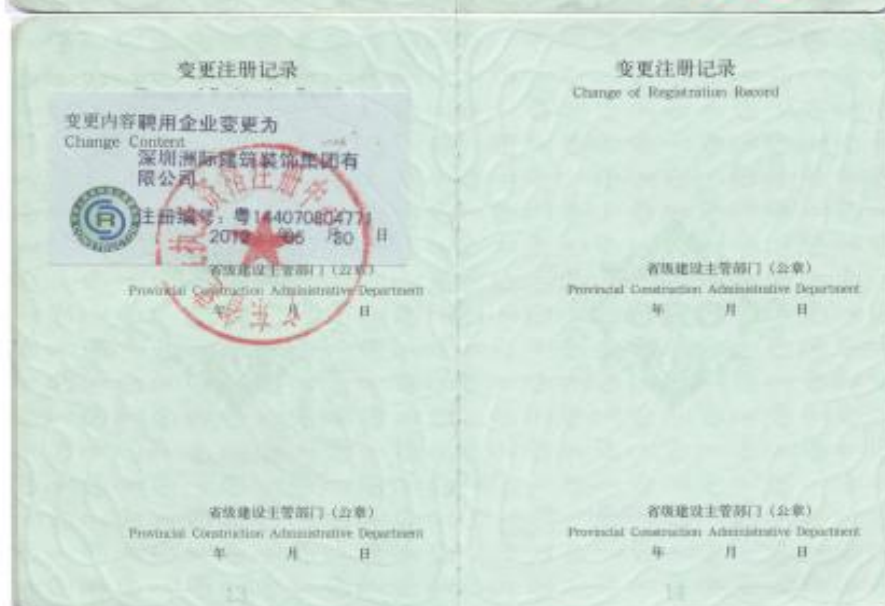 变更注册记录
变更内容聘用企业变更为
Change Content
深圳洲际建筑装饰集团有
限公司
注册编号：粤144070804771
月 日
省级建设主管部门（公章）
Provincial Construction Administrative Department
年 月 日
省级建设主管部门（公章）
Provincial Construction Administrative Department
年 月 日
13
变更注册记录
Change of Registration Record
省级建设主管部门（公章）
Provincial Construction Administrative Department
年 月 日
省级建设主管部门（公章）
Provincial Construction Administrative Department
年 月 日
14